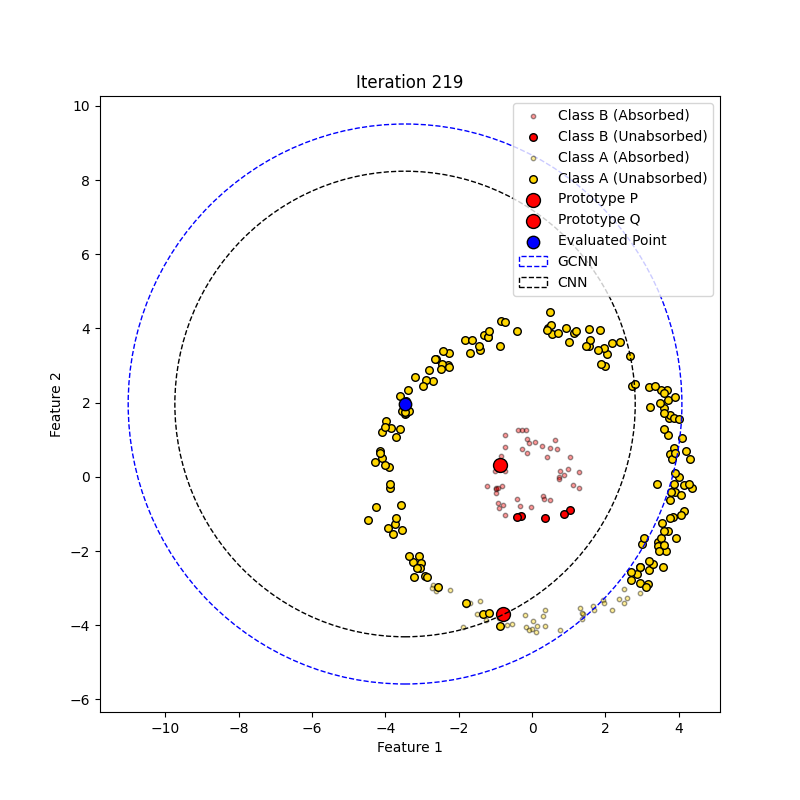 Iteration 219
Class B (Absorbed)
Class B (Unabsorbed)
Class A (Absorbed)
Class A (Unabsorbed)
Prototype P
Prototype Q
Evaluated Point
GCNN
CNN
10
8
6
4
2
0
−2
−4
−6
Feature 2
−10 −8 −6 −4 −2 0 2 4
Feature 1